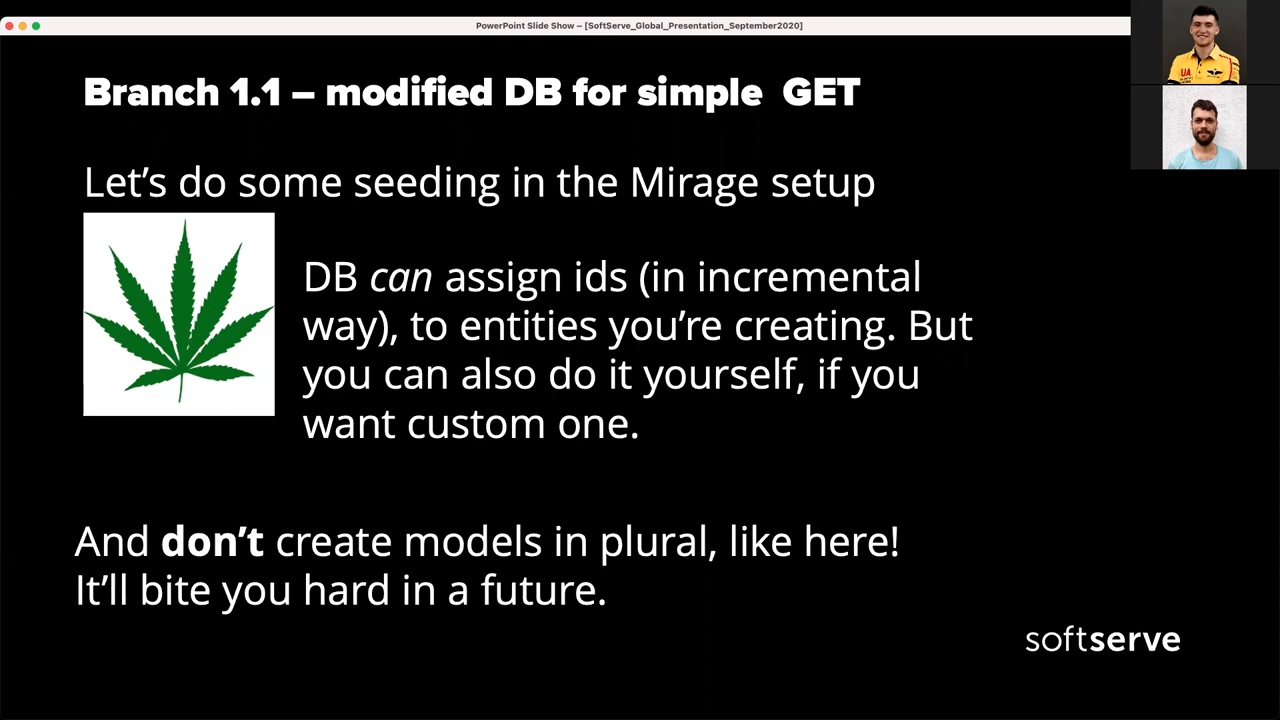 PowerPoint Slide Show – [SoftServe_Global_Presentation_September2020]
Branch 1.1 – modified DB for simple  GET
Let's do some seeding in the Mirage setup
DB can assign ids (in incremental
way), to entities you're creating. But
you can also do it yourself, if you
want custom one.
And don't create models in plural, like here!
It'll bite you hard in a future.
softserve
UA